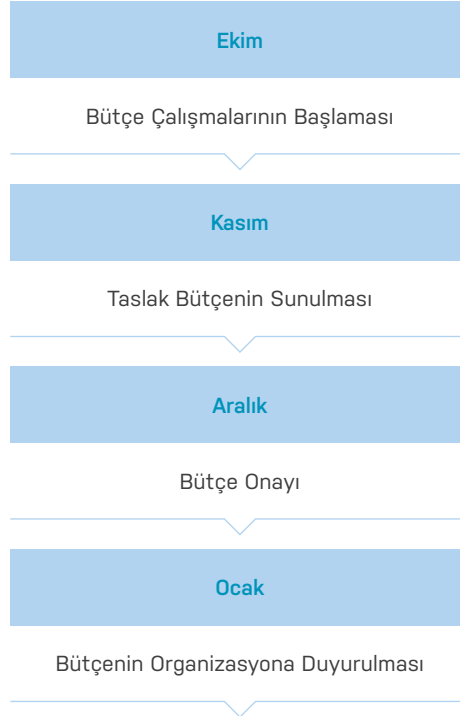 Ekim
Bütçe Çalışmalarının Başlaması
Kasım
Taslak Bütçenin Sunulması
Aralık
Bütçe Onayı
Ocak
Bütçenin Organizasyona Duyurulması